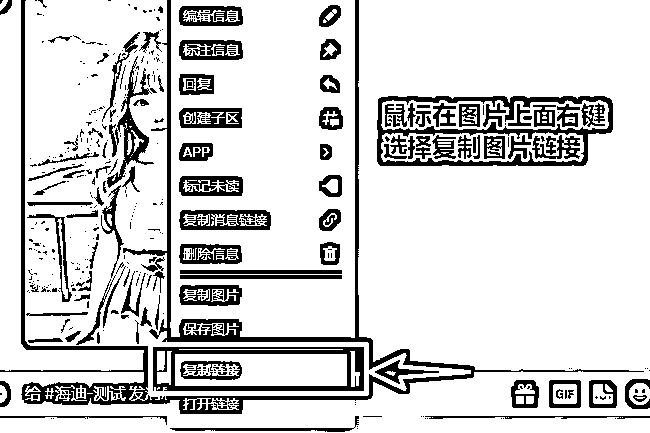 编辑信息
标注信息
回复
创建子区
APP
标记未读
复制消息链接
删除信息
复制图片
保存图片
复制链接
打开链接
鼠标在图片上面右键
选择复制图片链接
给 #海迪-测试 发消
GIF